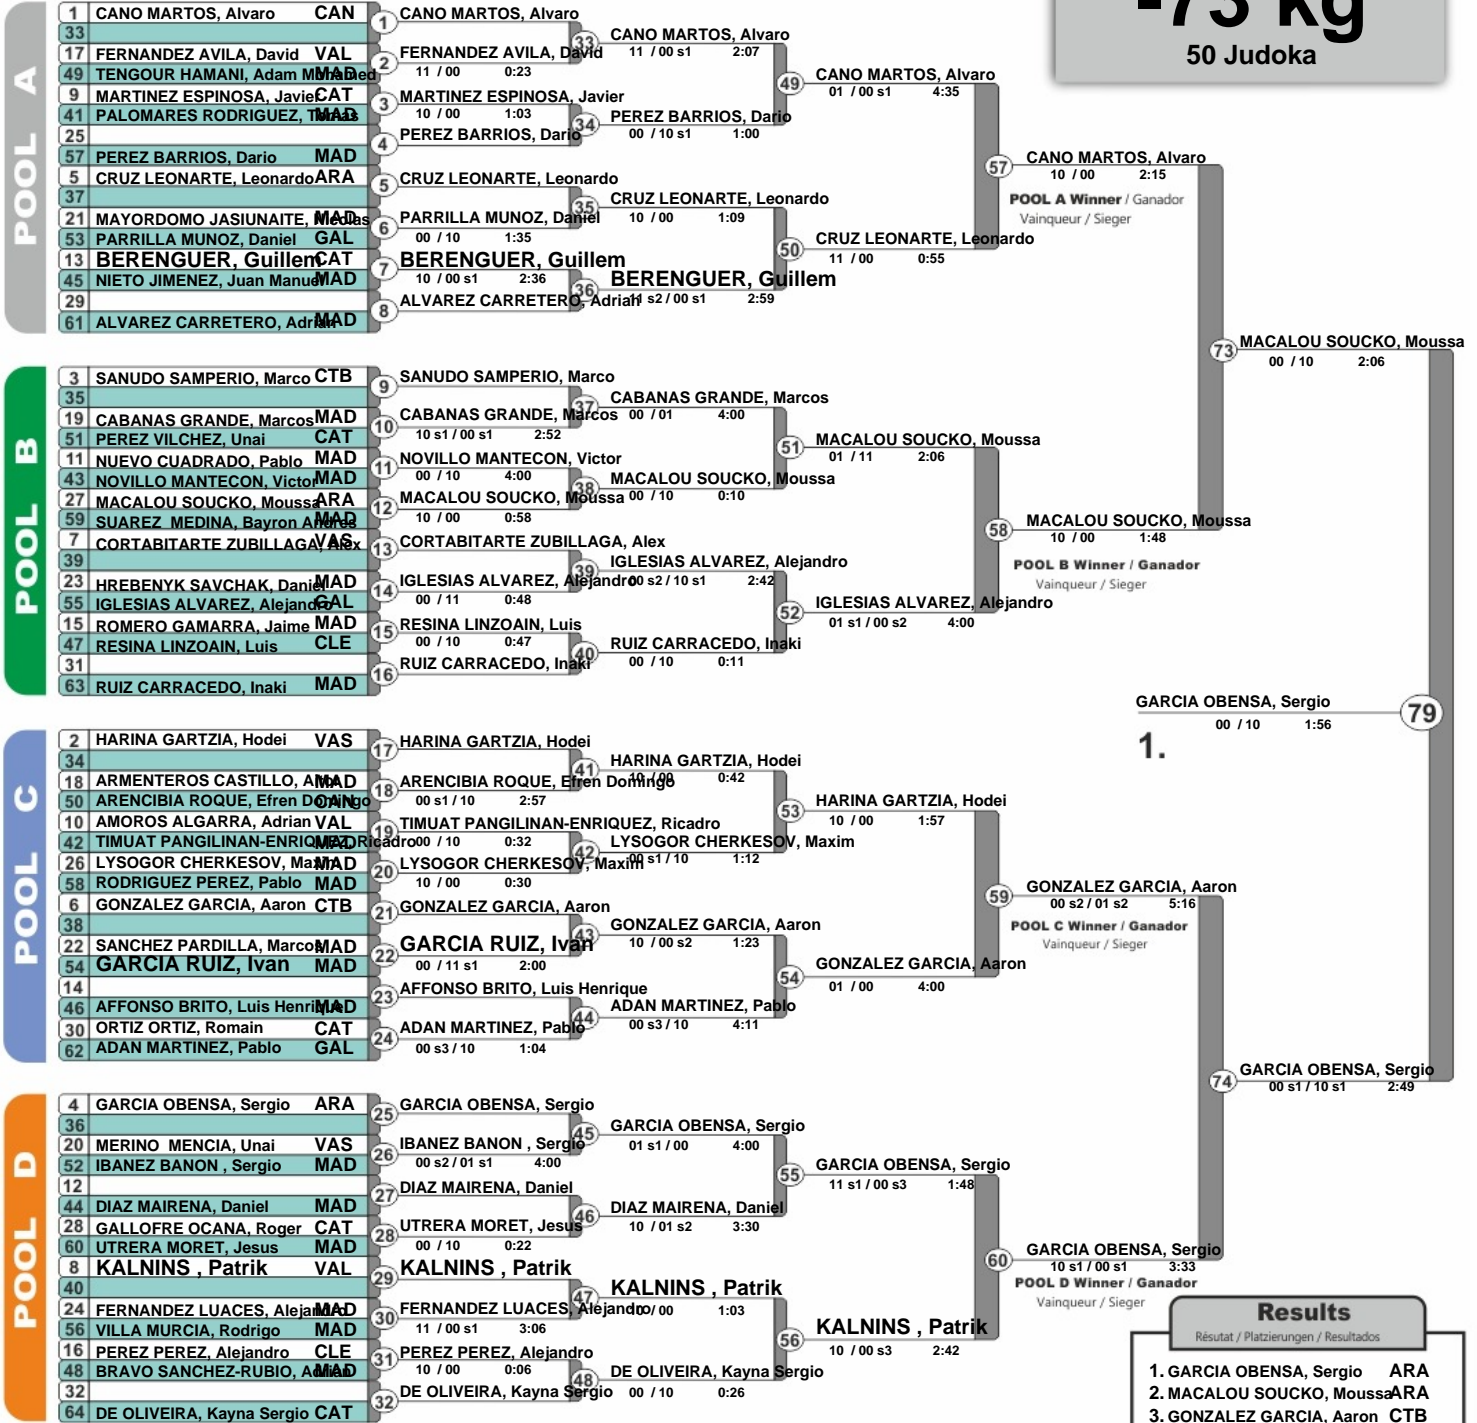 -73 kg
50 Judoka
POOL A
1 CANO MARTOS, Alvaro CAN
33
17 FERNANDEZ AVILA, David VAL
49 TENGOUR HAMANI, Adam Mohamed MAD
9 MARTINEZ ESPINOSA, Javier CAT
41 PALOMARES RODRIGUEZ, Tomas MAD
25
57 PEREZ BARRIOS, Dario MAD
5 CRUZ LEONARTE, Leonardo ARA
37
21 MAYORDOMO JASIUNAITE, Nicolas MAD
53 PARRILLA MUNOZ, Daniel GAL
13 BERENGUER, Guillem CAT
45 NIETO JIMENEZ, Juan Manuel MAD
29
61 ALVAREZ CARRETERO, Adrian MAD
1 CANO MARTOS, Alvaro
2 FERNANDEZ AVILA, David
11 / 00 0:23
3 MARTINEZ ESPINOSA, Javier
10 / 00 1:03
4 PEREZ BARRIOS, Dario
5 CRUZ LEONARTE, Leonardo
6 PARRILLA MUNOZ, Daniel
00 / 10 1:35
7 BERENGUER, Guillem
10 / 00 s1 2:36
8 ALVAREZ CARRETERO, Adrian
33 CANO MARTOS, Alvaro
11 / 00 s1 2:07
34 PEREZ BARRIOS, Dario
00 / 10 s1 1:00
35 CRUZ LEONARTE, Leonardo
10 / 00 1:09
36 BERENGUER, Guillem
11 s2 / 00 s1 2:59
49 CANO MARTOS, Alvaro
01 / 00 s1 4:35
50 CRUZ LEONARTE, Leonardo
11 / 00 0:55
57 CANO MARTOS, Alvaro
10 / 00 2:15
POOL A Winner / Ganador
Vainqueur / Sieger
POOL B
3 SANUDO SAMPERIO, Marco CTB
35
19 CABANAS GRANDE, Marcos MAD
51 PEREZ VILCHEZ, Unai CAT
11 NUEVO CUADRADO, Pablo MAD
43 NOVILLO MANTECON, Victor MAD
27 MACALOU SOUCKO, Moussa ARA
59 SUAREZ MEDINA, Bayron Andres MAD
7 CORTABITARTE ZUBILLAGA, Alex VAS
39
23 HREBENYK SAVCHAK, Daniel MAD
55 IGLESIAS ALVAREZ, Alejandro GAL
15 ROMERO GAMARRA, Jaime MAD
47 RESINA LINZOAIN, Luis CLE
31
63 RUIZ CARRACEDO, Inaki MAD
9 SANUDO SAMPERIO, Marco
10 CABANAS GRANDE, Marcos
10 s1 / 00 s1 2:52
11 NOVILLO MANTECON, Victor
00 / 10 4:00
12 MACALOU SOUCKO, Moussa
10 / 00 0:58
13 CORTABITARTE ZUBILLAGA, Alex
14 IGLESIAS ALVAREZ, Alejandro
00 / 11 0:48
15 RESINA LINZOAIN, Luis
00 / 10 0:47
16 RUIZ CARRACEDO, Inaki
37 CABANAS GRANDE, Marcos
00 / 01 4:00
38 MACALOU SOUCKO, Moussa
00 / 10 0:10
39 IGLESIAS ALVAREZ, Alejandro
00 s2 / 10 s1 2:42
40 RUIZ CARRACEDO, Inaki
00 / 10 0:11
51 MACALOU SOUCKO, Moussa
01 / 11 2:06
52 IGLESIAS ALVAREZ, Alejandro
01 s1 / 00 s2 4:00
58 MACALOU SOUCKO, Moussa
10 / 00 1:48
POOL B Winner / Ganador
Vainqueur / Sieger
73 MACALOU SOUCKO, Moussa
00 / 10 2:06
GARCIA OBENSA, Sergio 79
00 / 10 1:56
1.
POOL C
2 HARINA GARTZIA, Hodei VAS
34
18 ARMENTEROS CASTILLO, MAD
50 ARENCIBIA ROQUE, Efren Domingo CAN
10 AMOROS ALGARRA, Adrian VAL
42 TIMUAT PANGILINAN-ENRIQUEZ, Ricadro MAD
26 LYSOGOR CHERKESOV, Maxim MAD
58 RODRIGUEZ PEREZ, Pablo MAD
6 GONZALEZ GARCIA, Aaron CTB
38
22 SANCHEZ PARDILLA, Marcos MAD
54 GARCIA RUIZ, Ivan MAD
14
46 AFFONSO BRITO, Luis Henrique MAD
30 ORTIZ ORTIZ, Romain CAT
62 ADAN MARTINEZ, Pablo GAL
17 HARINA GARTZIA, Hodei
18 ARENCIBIA ROQUE, Efren Domingo
00 s1 / 10 2:57
19 TIMUAT PANGILINAN-ENRIQUEZ, Ricadro
00 / 10 0:32
20 LYSOGOR CHERKESOV, Maxim
10 / 00 0:30
21 GONZALEZ GARCIA, Aaron
22 GARCIA RUIZ, Ivan
00 / 11 s1 2:00
23 AFFONSO BRITO, Luis Henrique
24 ADAN MARTINEZ, Pablo
00 s3 / 10 1:04
41 HARINA GARTZIA, Hodei
10 / 00 0:42
42 LYSOGOR CHERKESOV, Maxim
00 s1 / 10 1:12
43 GONZALEZ GARCIA, Aaron
10 / 00 s2 1:23
44 ADAN MARTINEZ, Pablo
00 s3 / 10 4:11
53 HARINA GARTZIA, Hodei
10 / 00 1:57
54 GONZALEZ GARCIA, Aaron
01 / 00 4:00
59 GONZALEZ GARCIA, Aaron
00 s2 / 01 s2 5:16
POOL C Winner / Ganador
Vainqueur / Sieger
74 GARCIA OBENSA, Sergio
00 s1 / 10 s1 2:49
POOL D
4 GARCIA OBENSA, Sergio ARA
36
20 MERINO MENCIA, Unai VAS
52 IBANEZ BANON , Sergio MAD
12
44 DIAZ MAIRENA, Daniel MAD
28 GALLOFRE OCANA, Roger CAT
60 UTRERA MORET, Jesus MAD
8 KALNINS , Patrik VAL
40
24 FERNANDEZ LUACES, Alejandro MAD
56 VILLA MURCIA, Rodrigo MAD
16 PEREZ PEREZ, Alejandro CLE
48 BRAVO SANCHEZ-RUBIO, Adrian MAD
32
64 DE OLIVEIRA, Kayna Sergio CAT
25 GARCIA OBENSA, Sergio
26 IBANEZ BANON , Sergio
00 s2 / 01 s1 4:00
27 DIAZ MAIRENA, Daniel
28 UTRERA MORET, Jesus
00 / 10 0:22
29 KALNINS , Patrik
30 FERNANDEZ LUACES, Alejandro
11 / 00 s1 3:06
31 PEREZ PEREZ, Alejandro
10 / 00 0:06
32 DE OLIVEIRA, Kayna Sergio
45 GARCIA OBENSA, Sergio
01 s1 / 00 4:00
46 DIAZ MAIRENA, Daniel
10 / 01 s2 3:30
47 KALNINS , Patrik
10 / 00 1:03
48 DE OLIVEIRA, Kayna Sergio
00 / 10 0:26
55 GARCIA OBENSA, Sergio
11 s1 / 00 s3 1:48
56 KALNINS , Patrik
10 / 00 s3 2:42
60 GARCIA OBENSA, Sergio
10 s1 / 00 s1 3:33
POOL D Winner / Ganador
Vainqueur / Sieger
Results
Résutat / Platzierungen / Resultados
1. GARCIA OBENSA, Sergio ARA
2. MACALOU SOUCKO, Moussa ARA
3. GONZALEZ GARCIA, Aaron CTB